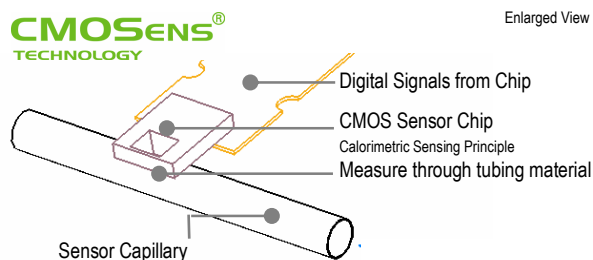 CMOSENS®
TECHNOLOGY
Enlarged View
Digital Signals from Chip
CMOS Sensor Chip
Calorimetric Sensing Principle
Measure through tubing material
Sensor Capillary